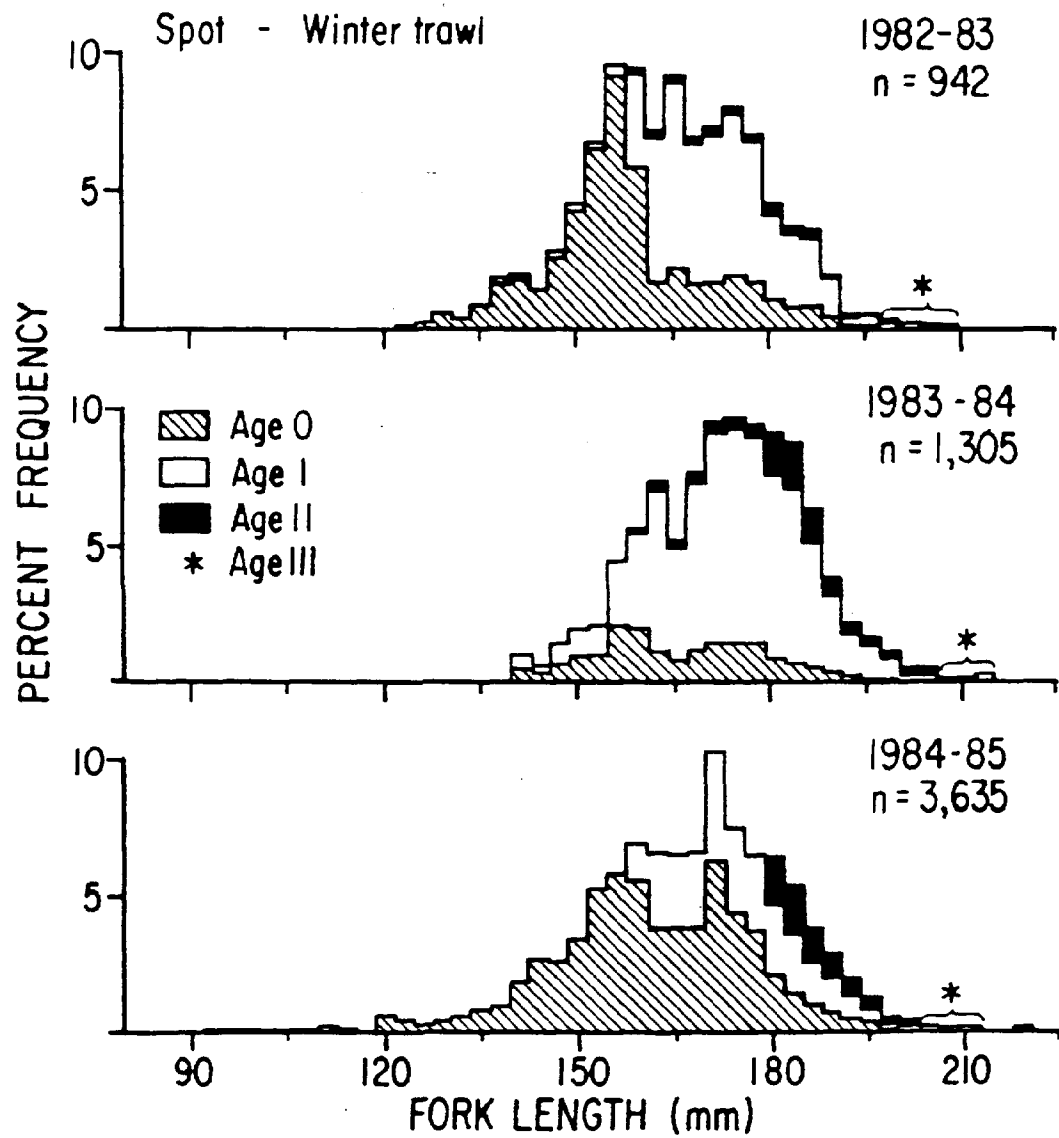 Spot - Winter trawl
1982-83
n = 942
10
5
*
PERCENT FREQUENCY
1983-84
n = 1,305
10
5
Age 0
Age I
Age II
* Age III
*
1984-85
n = 3,635
10
5
*
90 120 150 180 210
FORK LENGTH (mm)